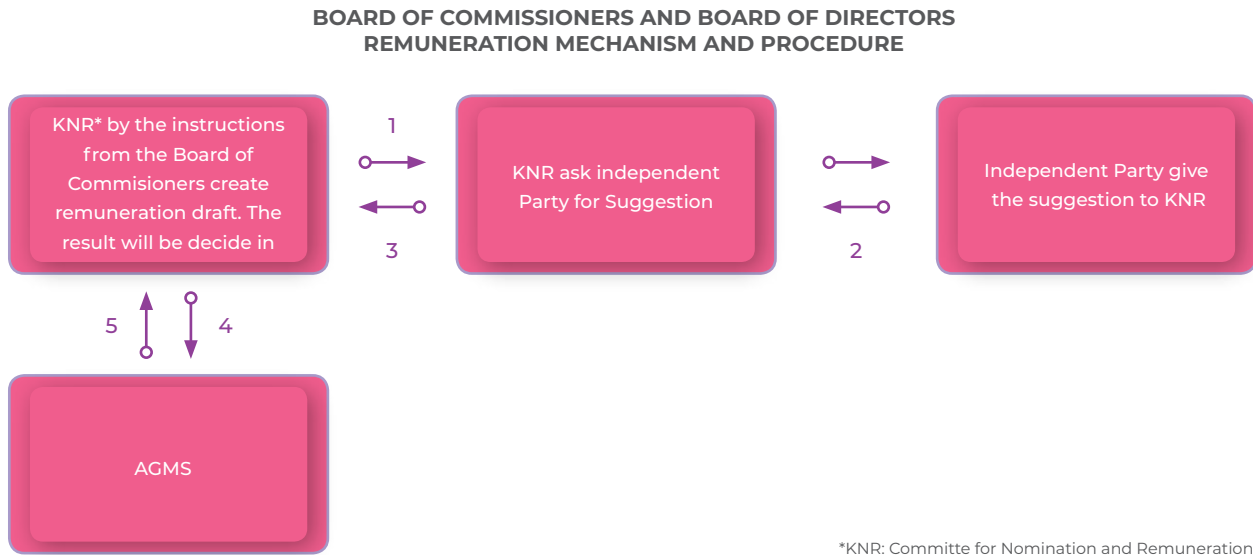 BOARD OF COMMISSIONERS AND BOARD OF DIRECTORS
REMUNERATION MECHANISM AND PROCEDURE
KNR* by the instructions
from the Board of
Commisioners create
remuneration draft. The
result will be decide in
1
3
KNR ask independent
Party for Suggestion
2
Independent Party give
the suggestion to KNR
5
4
AGMS
*KNR: Committe for Nomination and Remuneration